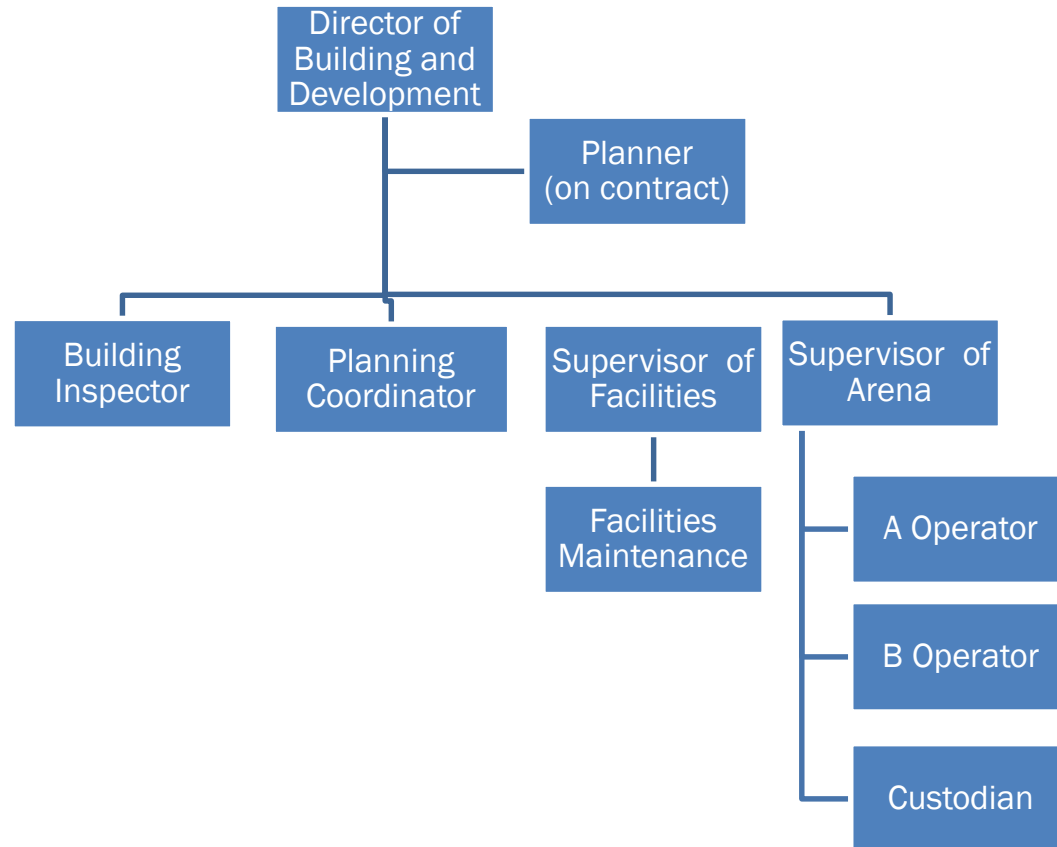 Director of
Building and
Development
Planner
(on contract)
Building
Inspector
Planning
Coordinator
Supervisor of
Facilities
Supervisor of
Arena
Facilities
Maintenance
A Operator
B Operator
Custodian